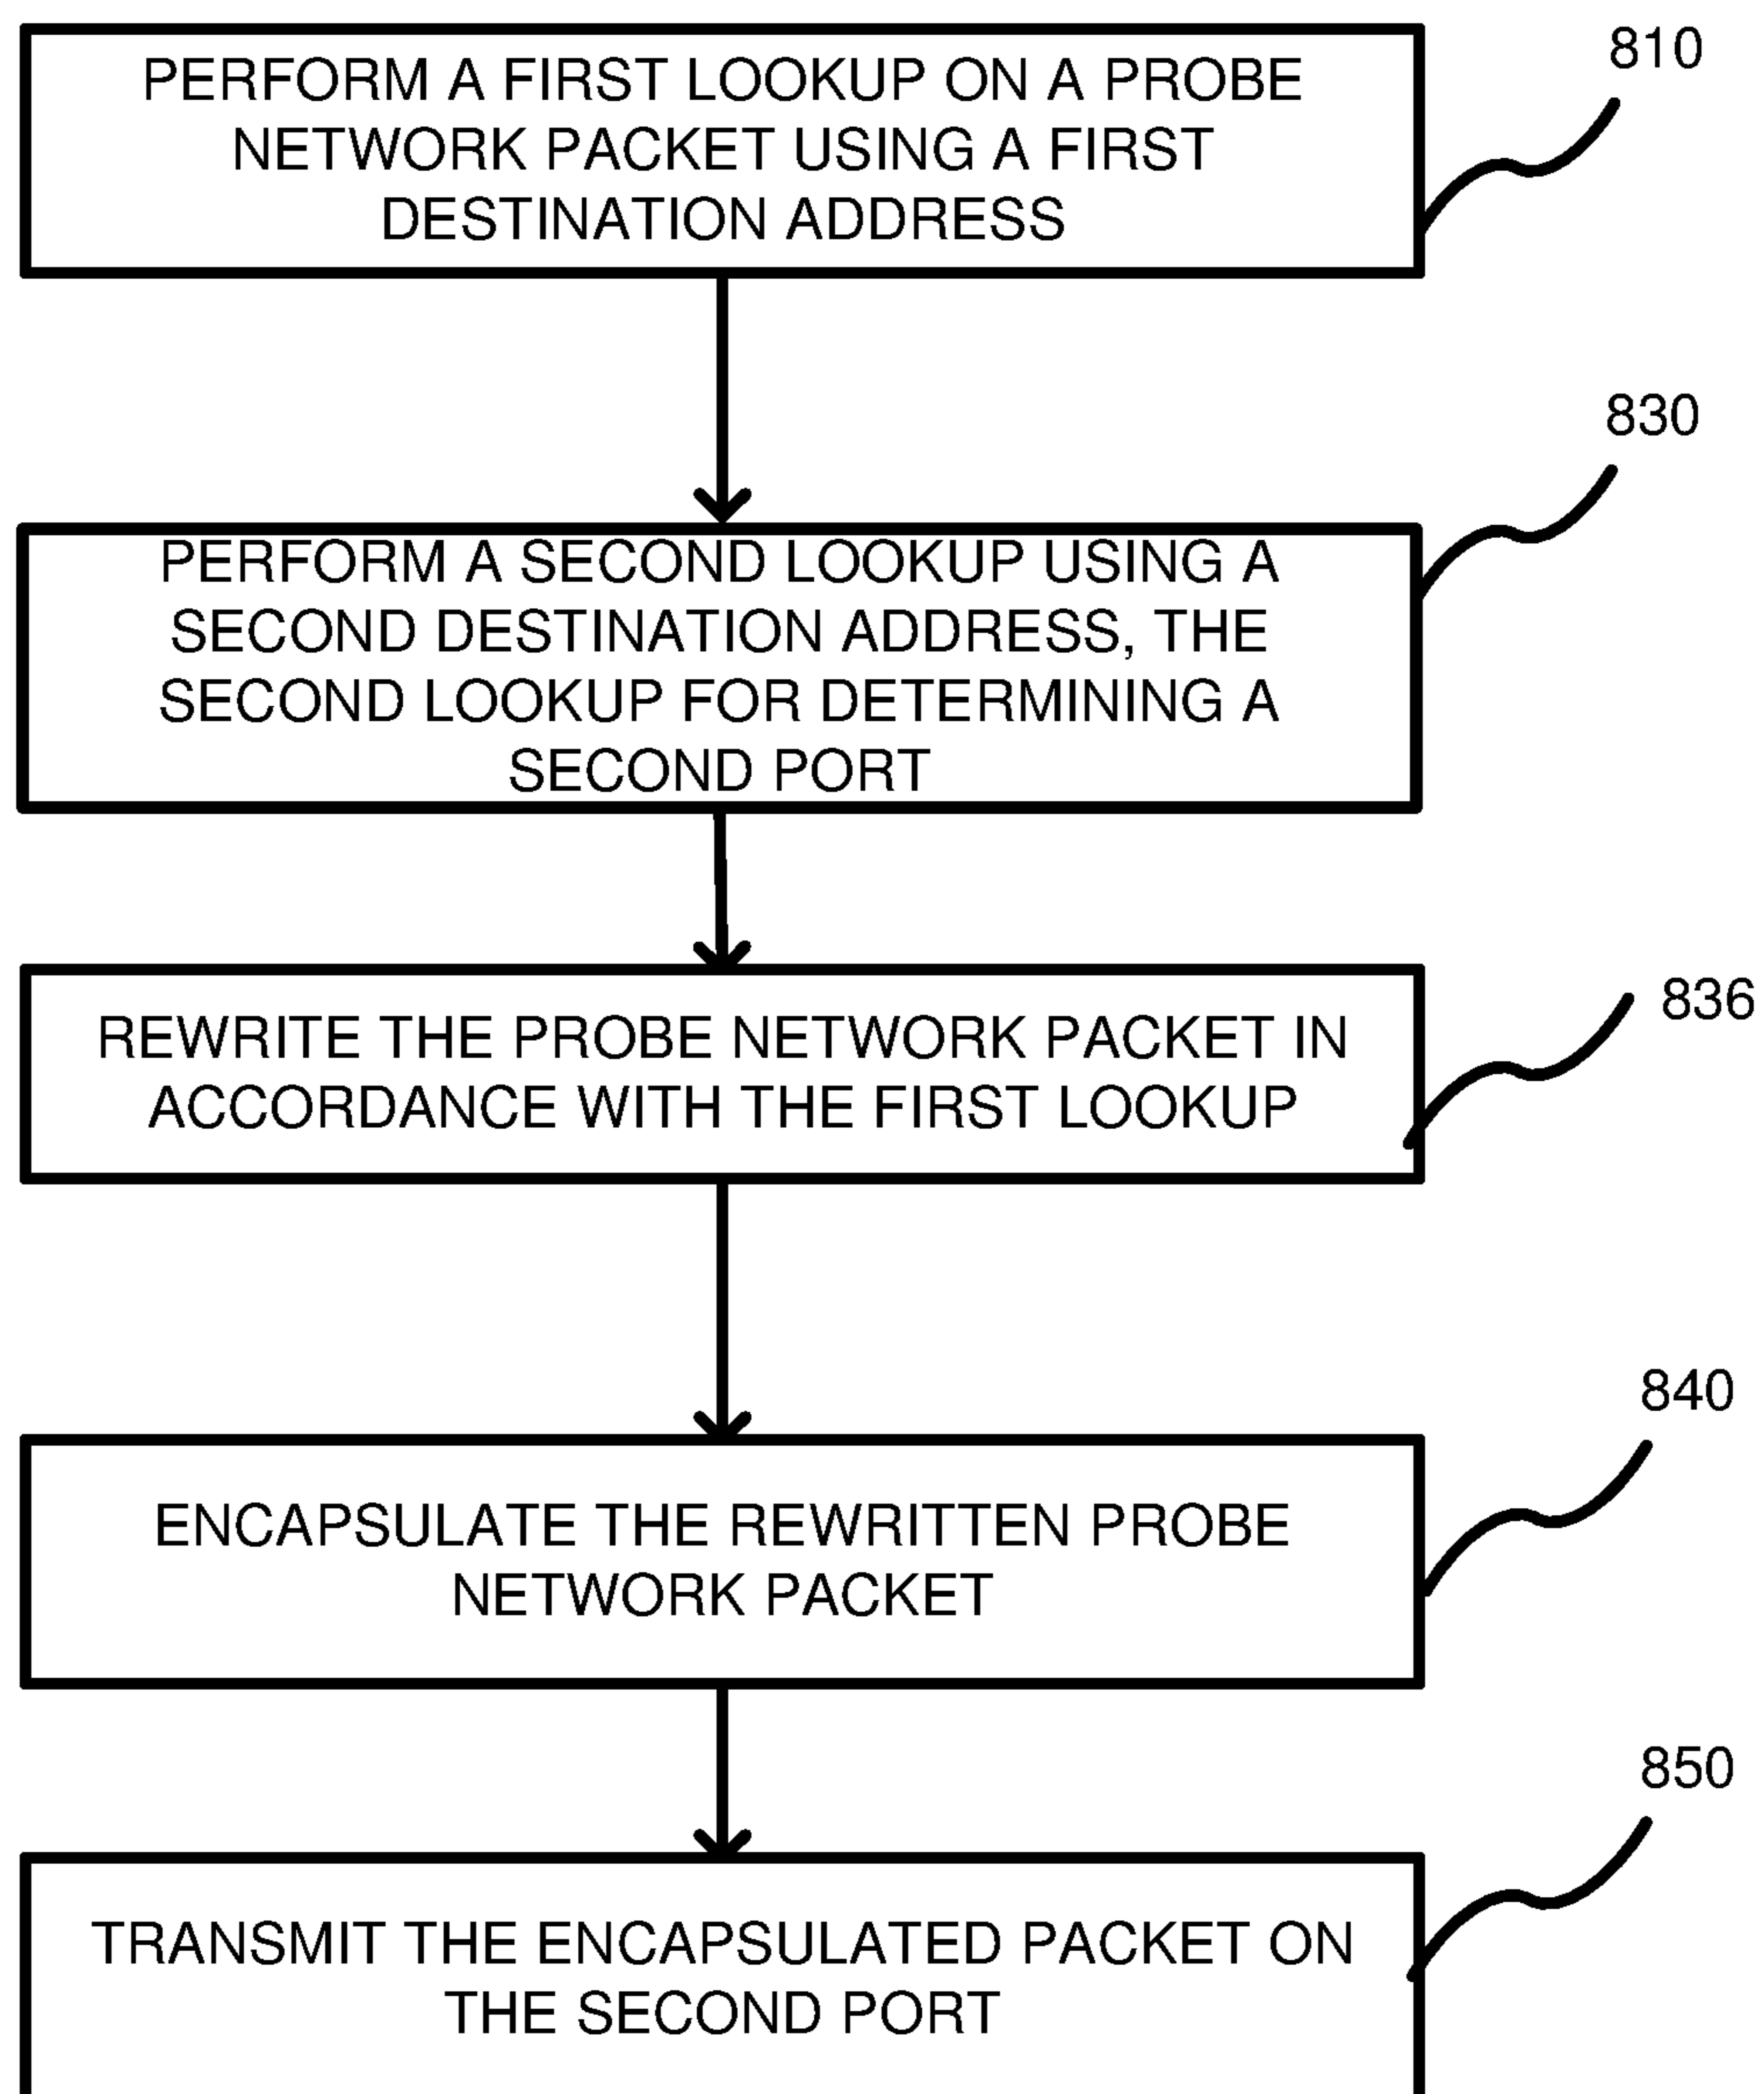 PERFORM A FIRST LOOKUP ON A PROBE
NETWORK PACKET USING A FIRST
DESTINATION ADDRESS
810
PERFORM A SECOND LOOKUP USING A
SECOND DESTINATION ADDRESS, THE
SECOND LOOKUP FOR DETERMINING A
SECOND PORT
830
REWRITE THE PROBE NETWORK PACKET IN
ACCORDANCE WITH THE FIRST LOOKUP
836
ENCAPSULATE THE REWRITTEN PROBE
NETWORK PACKET
840
TRANSMIT THE ENCAPSULATED PACKET ON
THE SECOND PORT
850